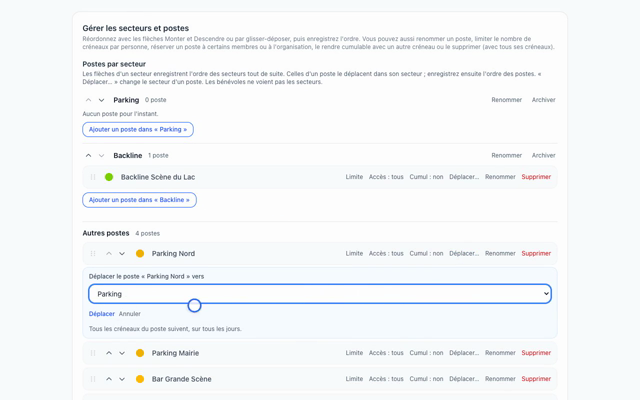 Gérer les secteurs et postes
Réordonnez avec les flèches Monter et Descendre ou par glisser-déposer, puis enregistrez l'ordre. Vous pouvez aussi renommer un poste, limiter le nombre de
créneaux par personne, réserver un poste à certains membres ou à l'organisation, le rendre cumulable avec un autre créneau ou le supprimer (avec tous ses créneaux).
Postes par secteur
Les flèches d'un secteur enregistrent l'ordre des secteurs tout de suite. Celles d'un poste le déplacent dans son secteur ; enregistrez ensuite l'ordre des postes. «
Déplacer... » change le secteur d'un poste. Les bénévoles ne voient pas les secteurs.
Parking 0 poste Renommer Archiver
Aucun poste pour l'instant.
Ajouter un poste dans « Parking »
Backline 1 poste Renommer Archiver
Backline Scène du Lac Limite Accès : tous Cumul : non Déplacer... Renommer Supprimer
Ajouter un poste dans « Backline »
Autres postes 4 postes
Parking Nord Limite Accès : tous Cumul : non Déplacer... Renommer Supprimer
Déplacer le poste « Parking Nord » vers
Parking
Déplacer Annuler
Tous les créneaux du poste suivent, sur tous les jours.
Parking Mairie Limite Accès : tous Cumul : non Déplacer... Renommer Supprimer
Bar Grande Scène Limite Accès : tous Cumul : non Déplacer... Renommer Supprimer